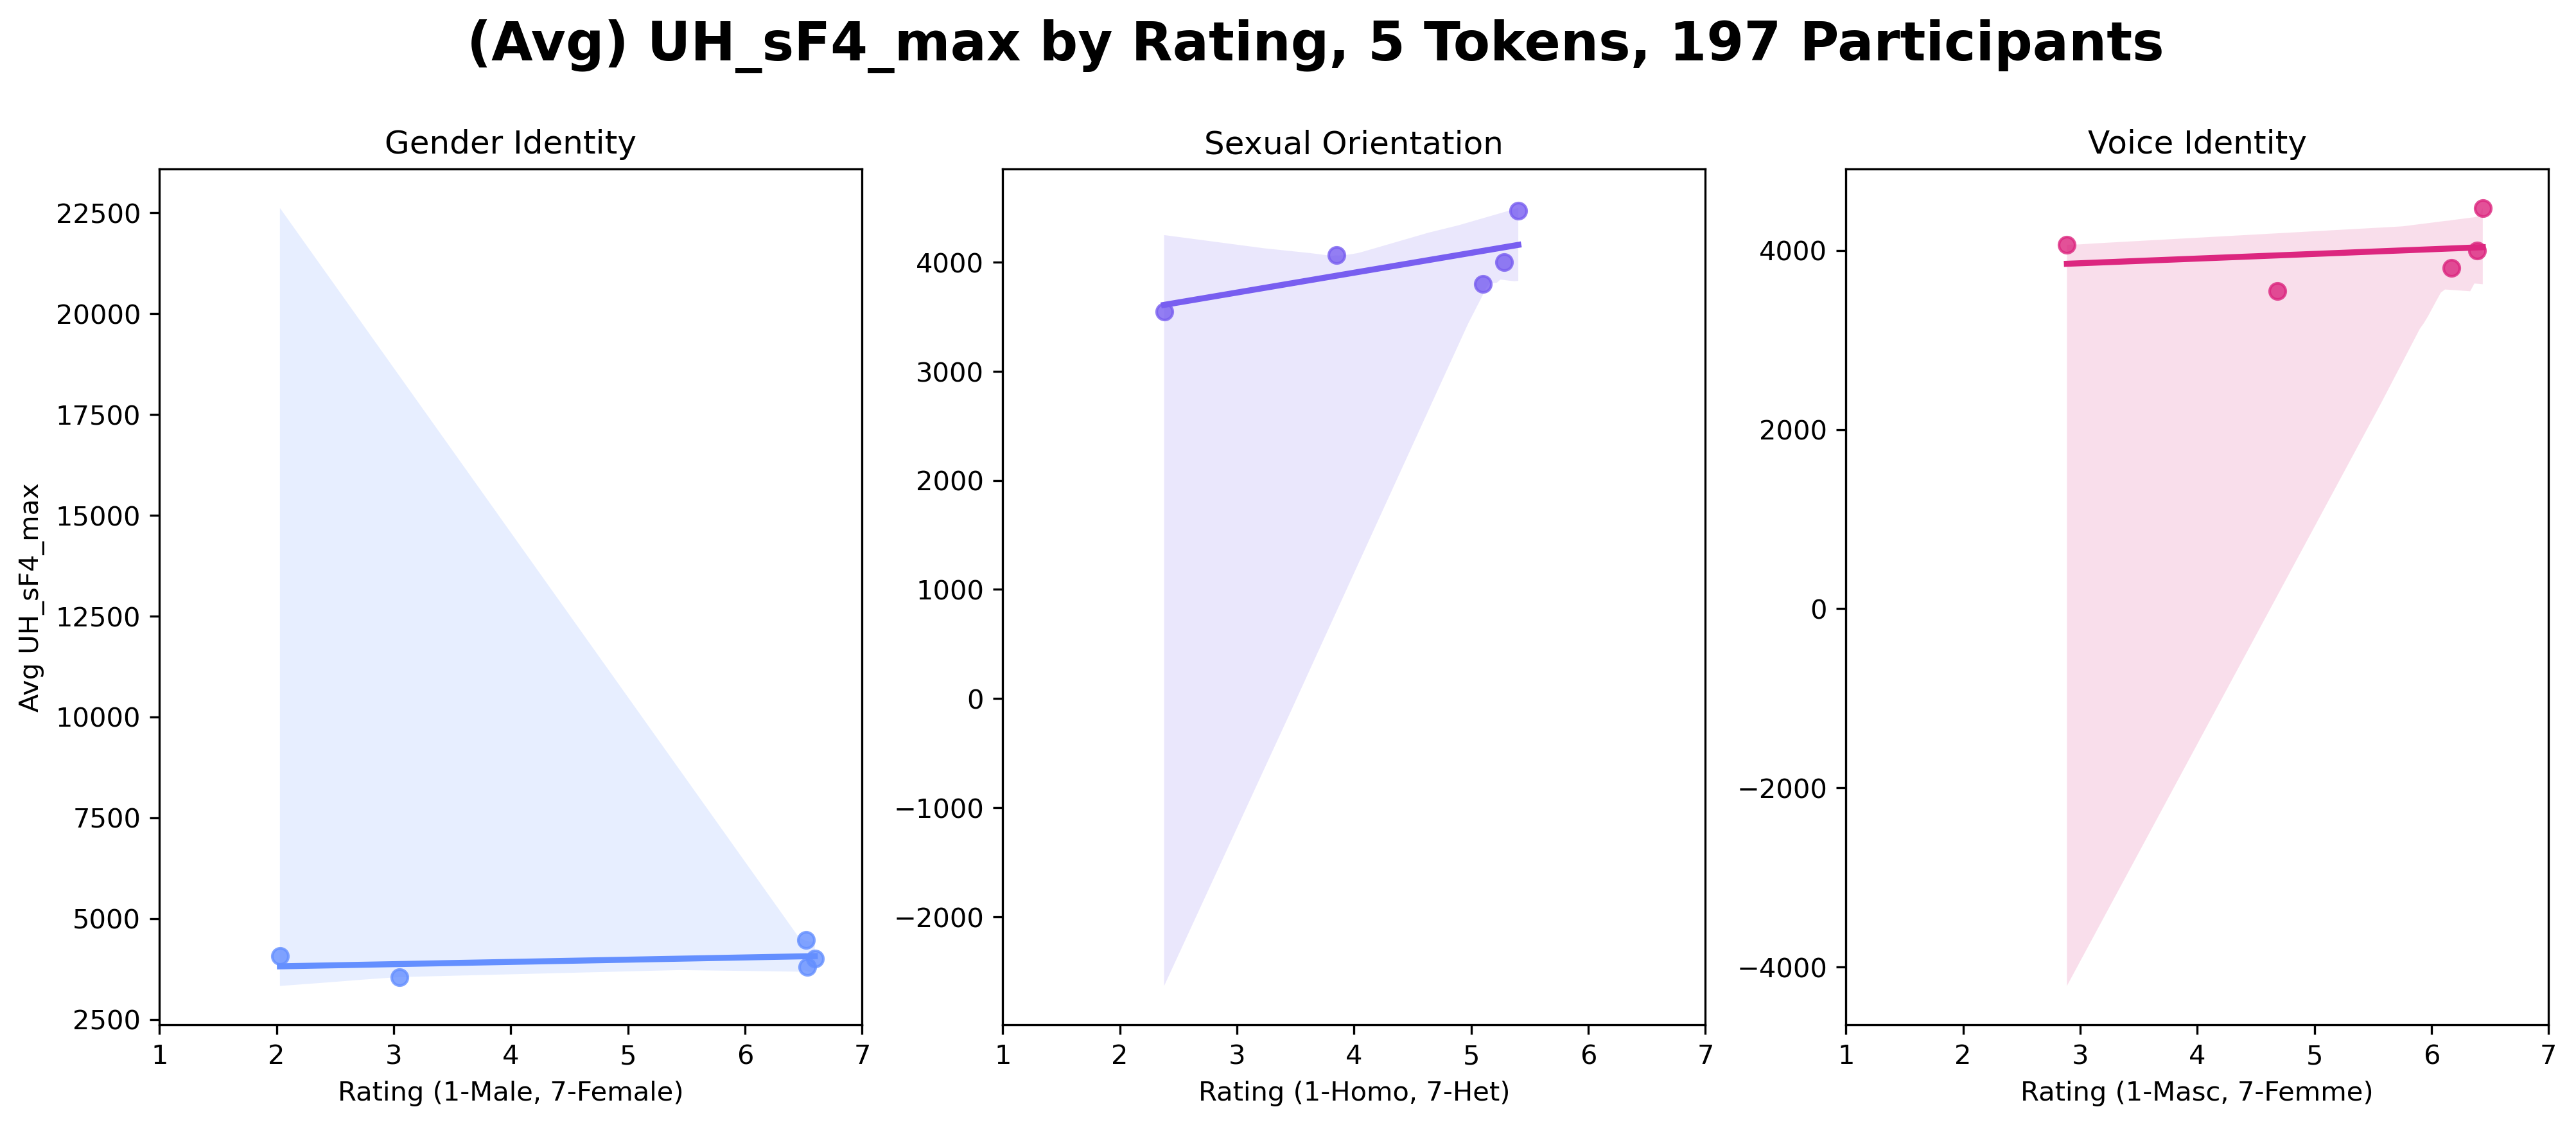 (Avg) UH_sF4_max by Rating, 5 Tokens, 197 Participants
Gender Identity
Avg UH_sF4_max
22500
20000
17500
15000
12500
10000
7500
5000
2500
1 2 3 4 5 6 7
Rating (1-Male, 7-Female)
Sexual Orientation
4000
3000
2000
1000
0
−1000
−2000
1 2 3 4 5 6 7
Rating (1-Homo, 7-Het)
Voice Identity
4000
2000
0
−2000
−4000
1 2 3 4 5 6 7
Rating (1-Masc, 7-Femme)